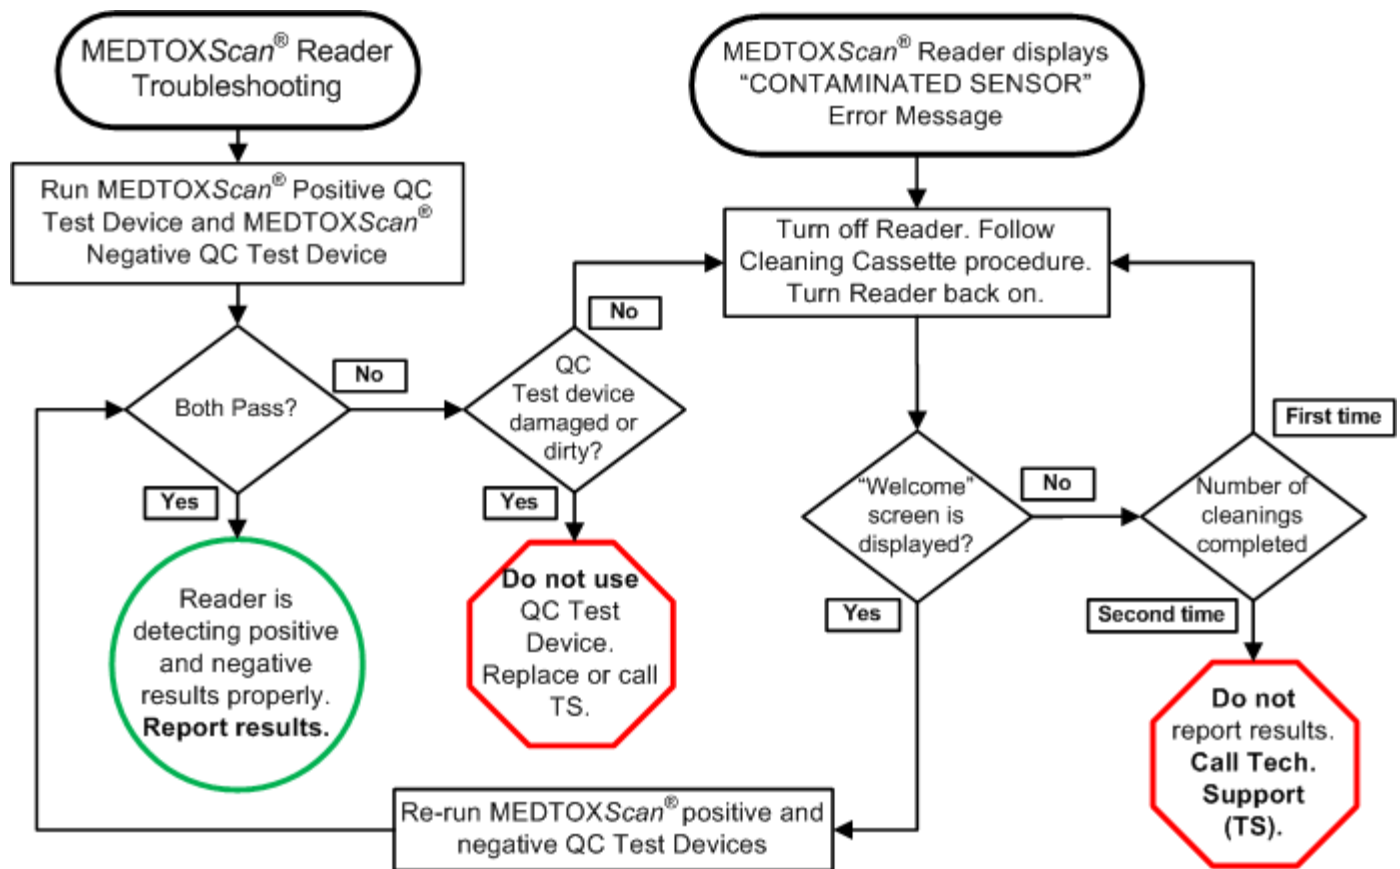 MEDTOXScan® Reader
Troubleshooting
Run MEDTOXScan® Positive QC
Test Device and MEDTOXScan®
Negative QC Test Device
Both Pass?
No
Yes
Reader is
detecting positive
and negative
results properly.
Report results.
QC
Test device
damaged or
dirty?
No
Yes
Do not use
QC Test
Device.
Replace or call
TS.
MEDTOXScan® Reader displays
“CONTAMINATED SENSOR”
Error Message
Turn off Reader. Follow
Cleaning Cassette procedure.
Turn Reader back on.
“Welcome”
screen is
displayed?
No
Yes
Number of
cleanings
completed
First time
Second time
Do not
report results.
Call Tech.
Support
(TS).
Re-run MEDTOXScan® positive and
negative QC Test Devices